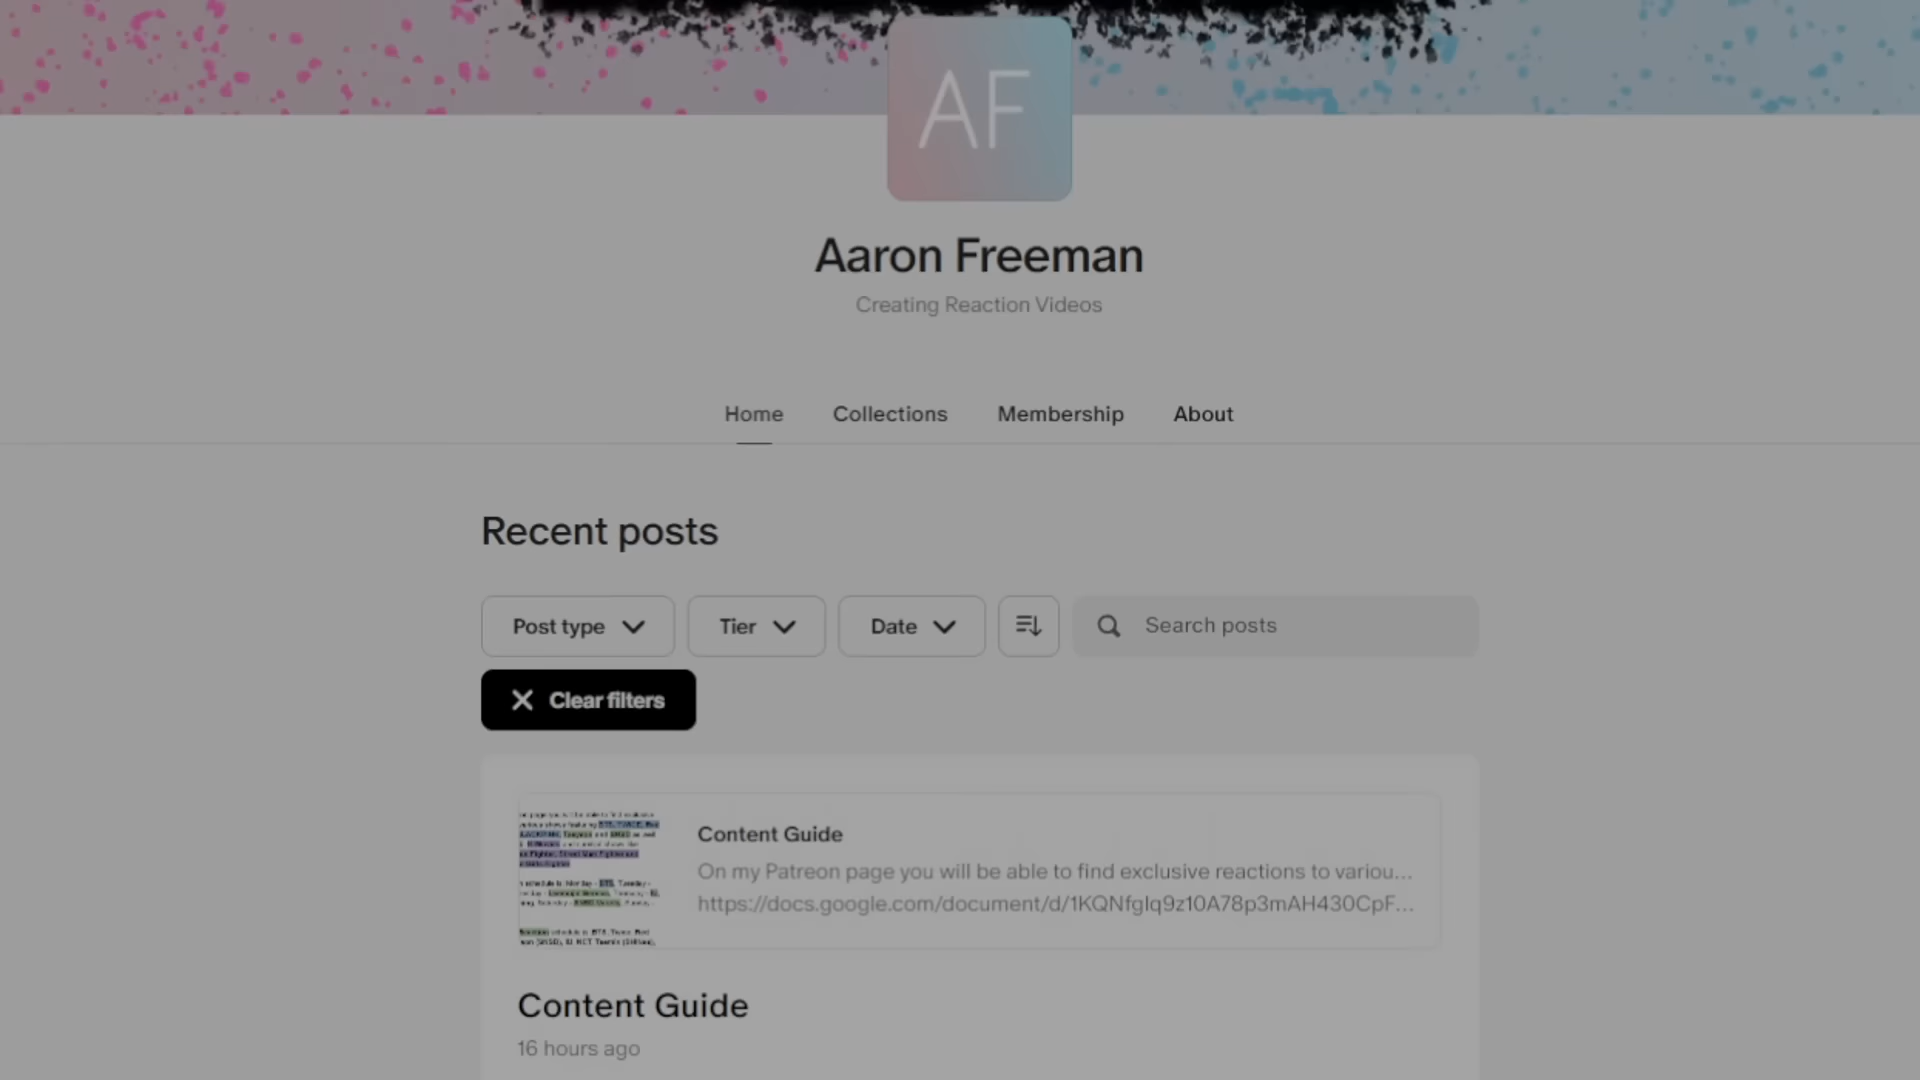 AF
Aaron Freeman
Creating Reaction Videos
Home Collections Membership About
Recent posts
Post type Tier Date Search posts
Clear filters
Content Guide
On my Patreon page you will be able to find exclusive reactions to variou...
https://docs.google.com/document/d/1KQNfglq9z10A78p3mAH430CpF...
Content Guide
16 hours ago